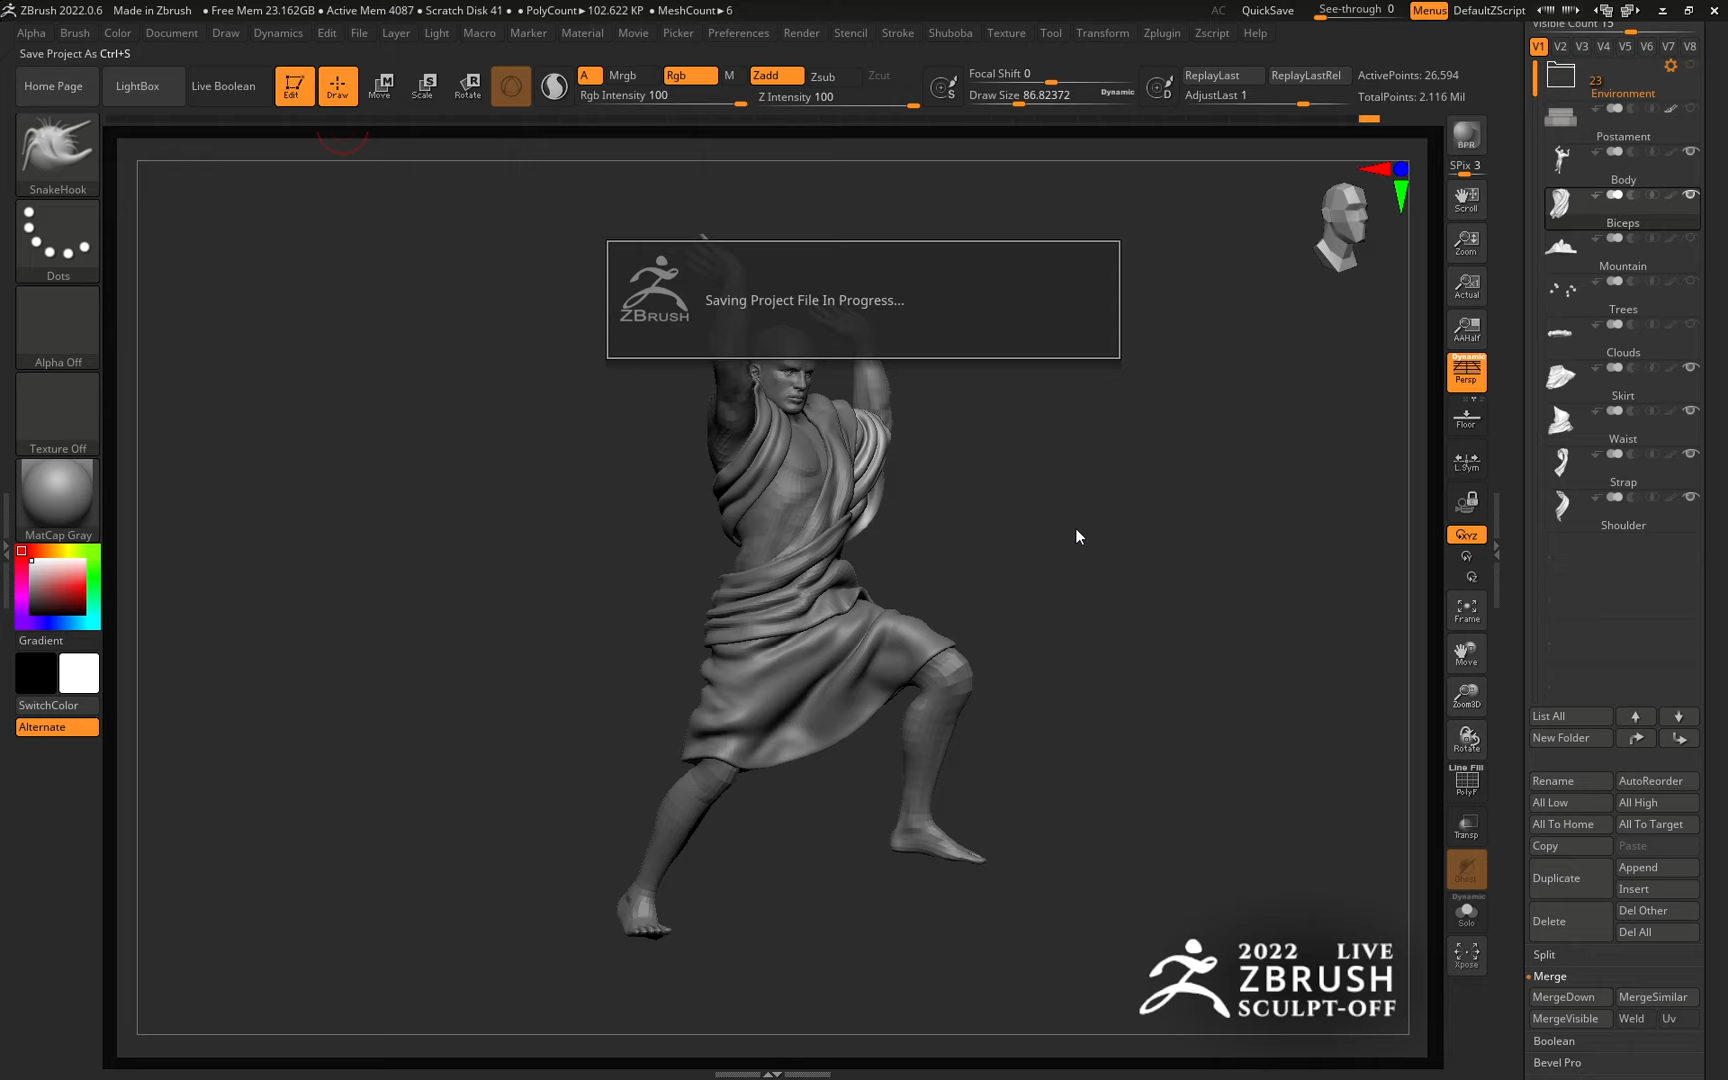 ZBrush 2022.0.6 Made in Zbrush • Free Mem 23.162GB • Active Mem 4087 • Scratch Disk 41 • • PolyCount►102.622 KP • MeshCount►6 AC QuickSave See-through 0 Menus DefaultZScript
Alpha Brush Color Document Draw Dynamics Edit File Layer Light Macro Marker Material Movie Picker Preferences Render Stencil Stroke Shuboba Texture Tool Transform Zplugin Zscript Help
Save Project As Ctrl+S
Home Page LightBox Live Boolean Edit Draw Move Scale Rotate
A Mrgb Rgb M Zadd Zsub Zcut
Rgb Intensity 100 Z Intensity 100
S Focal Shift 0
Draw Size 86.82372 Dynamic
D ReplayLast ReplayLastRel
AdjustLast 1
ActivePoints: 26,594
TotalPoints: 2.116 Mil
SnakeHook
Dots
Alpha Off
Texture Off
MatCap Gray
Gradient
SwitchColor
Alternate
ZBRUSH
Saving Project File In Progress...
2022 LIVE
ZBRUSH
SCULPT-OFF
BPR
SPix 3
Scroll
Zoom
Actual
AAHalf
Dynamic
Persp
Floor
L.Sym
XYZ
Y
Z
Frame
Move
Zoom3D
Rotate
Line Fill
PolyF
Transp
Ghost
Dynamic
Solo
Xpose
Visible Count 15
V1 V2 V3 V4 V5 V6 V7 V8
23
Environment
Postament
Body
Biceps
Mountain
Trees
Clouds
Skirt
Waist
Strap
Shoulder
List All
New Folder
Rename AutoReorder
All Low All High
All To Home All To Target
Copy Paste
Duplicate Append
Insert
Delete Del Other
Del All
Split
Merge
MergeDown MergeSimilar
MergeVisible Weld Uv
Boolean
Bevel Pro